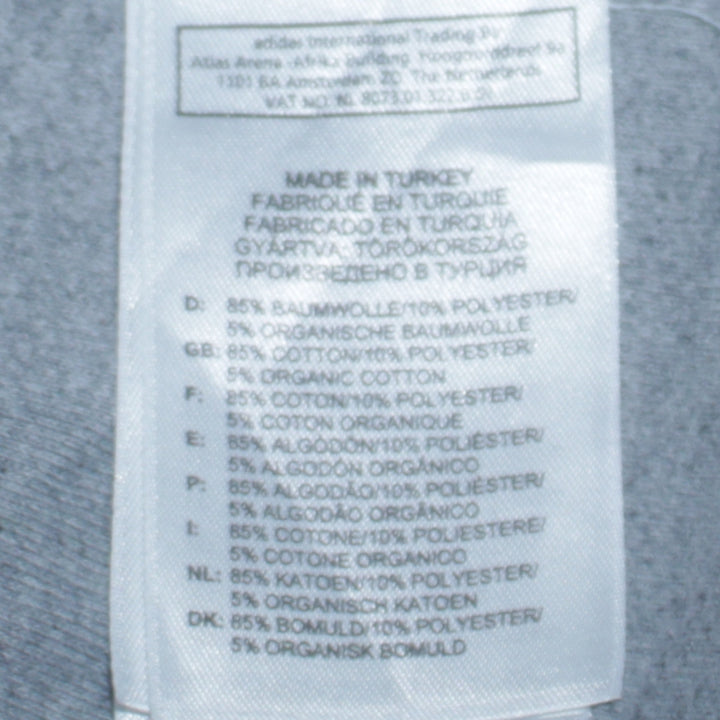 adidas International Trading BV
Atlas Arena -Afrika Building, Hoogoorddreef 9a
1101 BA Amsterdam ZO The Netherlands
VAT NO. NL 8073.01.322.B.01
MADE IN TURKEY
FABRIQUÉ EN TURQUIE
FABRICADO EN TURQUIA
GYÁRTVA: TÖRÖKORSZÁG
ПРОИЗВЕДЕНО В ТУРЦИЯ
D: 85% BAUMWOLLE/10% POLYESTER/
5% ORGANISCHE BAUMWOLLE
GB: 85% COTTON/10% POLYESTER/
5% ORGANIC COTTON
F: 85% COTON/10% POLYESTER/
5% COTON ORGANIQUE
E: 85% ALGODÓN/10% POLIÉSTER/
5% ALGODÓN ORGÁNICO
P: 85% ALGODÃO/10% POLIÉSTER/
5% ALGODÃO ORGÂNICO
I: 85% COTONE/10% POLIESTERE/
5% COTONE ORGANICO
NL: 85% KATOEN/10% POLYESTER/
5% ORGANISCH KATOEN
DK: 85% BOMULD/10% POLYESTER/
5% ORGANISK BOMULD